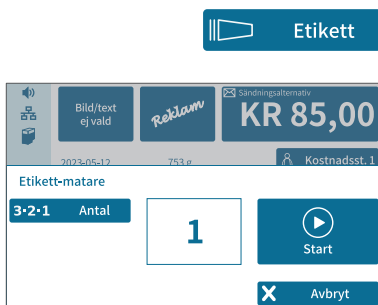 Etikett
Bild/text
ej vald
Reklam
Sändningsalternativ
KR 85,00
2023-05-12
753 g
Kostnadsst. 1
Etikett-matare
3-2-1 Antal
1
Start
X Avbryt